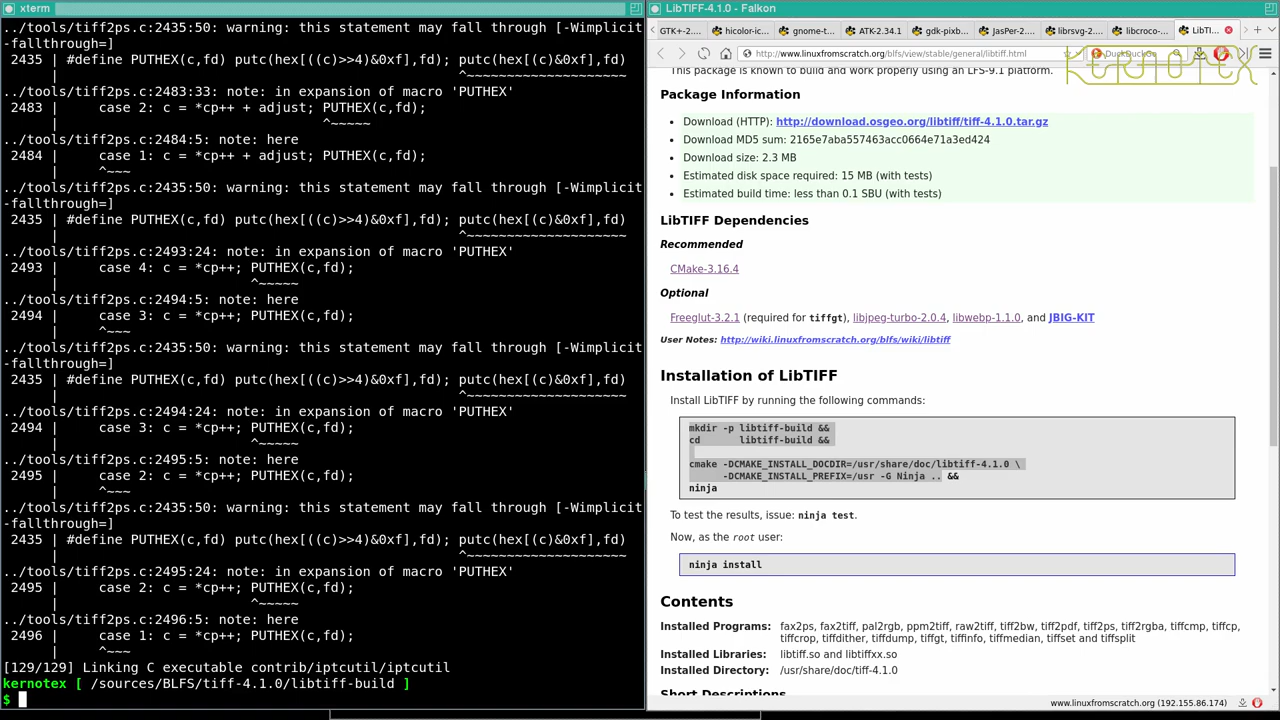 xterm
../tools/tiff2ps.c:2435:50: warning: this statement may fall through [-Wimplicit
-fallthrough=]
 2435 | #define PUTHEX(c,fd) putc(hex[((c)>>4)&0xf],fd); putc(hex[(c)&0xf],fd)
      |                                                  ^~~~~~~~~~~~~~~~~~~~~
../tools/tiff2ps.c:2483:33: note: in expansion of macro 'PUTHEX'
 2483 |     case 2: c = *cp++ + adjust; PUTHEX(c,fd);
      |                                 ^~~~~~
../tools/tiff2ps.c:2484:5: note: here
 2484 |     case 1: c = *cp++ + adjust; PUTHEX(c,fd);
      |     ^~~~
../tools/tiff2ps.c:2435:50: warning: this statement may fall through [-Wimplicit
-fallthrough=]
 2435 | #define PUTHEX(c,fd) putc(hex[((c)>>4)&0xf],fd); putc(hex[(c)&0xf],fd)
      |                                                  ^~~~~~~~~~~~~~~~~~~~~
../tools/tiff2ps.c:2493:24: note: in expansion of macro 'PUTHEX'
 2493 |     case 4: c = *cp++; PUTHEX(c,fd);
      |                        ^~~~~~
../tools/tiff2ps.c:2494:5: note: here
 2494 |     case 3: c = *cp++; PUTHEX(c,fd);
      |     ^~~~
../tools/tiff2ps.c:2435:50: warning: this statement may fall through [-Wimplicit
-fallthrough=]
 2435 | #define PUTHEX(c,fd) putc(hex[((c)>>4)&0xf],fd); putc(hex[(c)&0xf],fd)
      |                                                  ^~~~~~~~~~~~~~~~~~~~~
../tools/tiff2ps.c:2494:24: note: in expansion of macro 'PUTHEX'
 2494 |     case 3: c = *cp++; PUTHEX(c,fd);
      |                        ^~~~~~
../tools/tiff2ps.c:2495:5: note: here
 2495 |     case 2: c = *cp++; PUTHEX(c,fd);
      |     ^~~~
../tools/tiff2ps.c:2435:50: warning: this statement may fall through [-Wimplicit
-fallthrough=]
 2435 | #define PUTHEX(c,fd) putc(hex[((c)>>4)&0xf],fd); putc(hex[(c)&0xf],fd)
      |                                                  ^~~~~~~~~~~~~~~~~~~~~
../tools/tiff2ps.c:2495:24: note: in expansion of macro 'PUTHEX'
 2495 |     case 2: c = *cp++; PUTHEX(c,fd);
      |                        ^~~~~~
../tools/tiff2ps.c:2496:5: note: here
 2496 |     case 1: c = *cp++; PUTHEX(c,fd);
      |     ^~~~
[129/129] Linking C executable contrib/iptcutil/iptcutil
kernotex [ /sources/BLFS/tiff-4.1.0/libtiff-build ]
$
LibTIFF-4.1.0 - Falkon
GTK+-2.... hicolor-ic... gnome-t... ATK-2.34.1 gdk-pixb... JasPer-2.... librsvg-2.... libcroco-... LibTI...
http://www.linuxfromscratch.org/blfs/view/stable/general/libtiff.html DuckDuckGo
KERNOTEX
This package is known to build and work properly using an LFS-9.1 platform.
Package Information
• Download (HTTP): http://download.osgeo.org/libtiff/tiff-4.1.0.tar.gz
• Download MD5 sum: 2165e7aba557463acc0664e71a3ed424
• Download size: 2.3 MB
• Estimated disk space required: 15 MB (with tests)
• Estimated build time: less than 0.1 SBU (with tests)
LibTIFF Dependencies
Recommended
CMake-3.16.4
Optional
Freeglut-3.2.1 (required for tiffgt), libjpeg-turbo-2.0.4, libwebp-1.1.0, and JBIG-KIT
User Notes: http://wiki.linuxfromscratch.org/blfs/wiki/libtiff
Installation of LibTIFF
Install LibTIFF by running the following commands:
mkdir -p libtiff-build &&
cd       libtiff-build &&
cmake -DCMAKE_INSTALL_DOCDIR=/usr/share/doc/libtiff-4.1.0 \
      -DCMAKE_INSTALL_PREFIX=/usr -G Ninja .. &&
ninja
To test the results, issue: ninja test.
Now, as the root user:
ninja install
Contents
Installed Programs: fax2ps, fax2tiff, pal2rgb, ppm2tiff, raw2tiff, tiff2bw, tiff2pdf, tiff2ps, tiff2rgba, tiffcmp, tiffcp,
tiffcrop, tiffdither, tiffdump, tiffgt, tiffinfo, tiffmedian, tiffset and tiffsplit
Installed Libraries: libtiff.so and libtiffxx.so
Installed Directory: /usr/share/doc/tiff-4.1.0
Short Descriptions
www.linuxfromscratch.org (192.155.86.174)